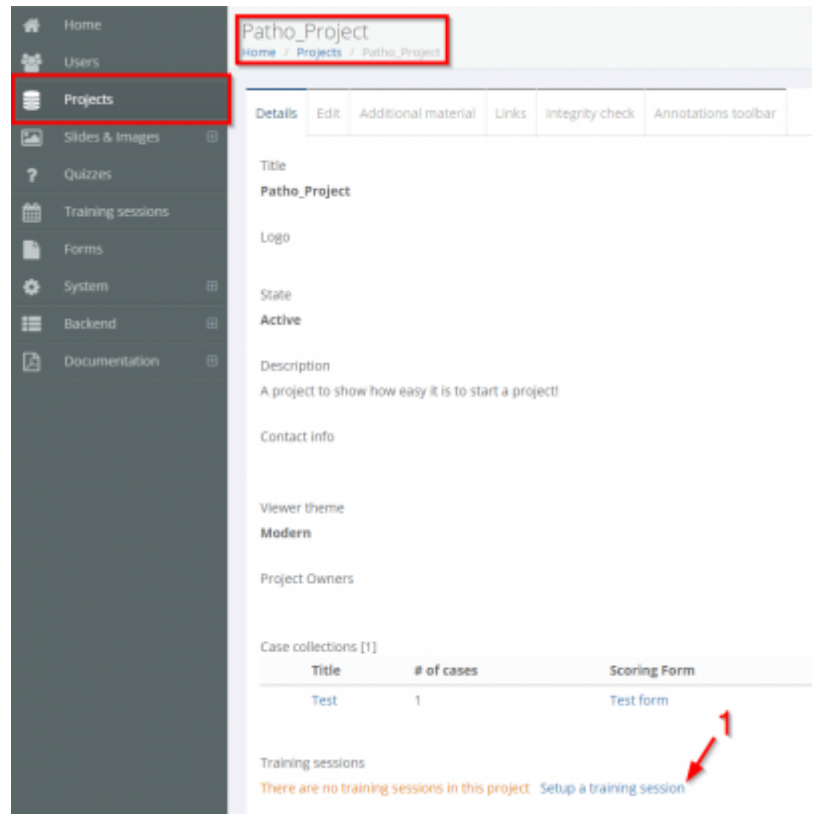 Home
Users
Projects
Slides & Images
Quizzes
Training sessions
Forms
System
Backend
Documentation
Patho_Project
Home / Projects / Patho_Project
Details Edit Additional material Links Integrity check Annotations toolbar
Title
Patho_Project
Logo
State
Active
Description
A project to show how easy it is to start a project!
Contact info
Viewer theme
Modern
Project Owners
Case collections [1]
Title # of cases Scoring Form
Test 1 Test form
1
Training sessions
There are no training sessions in this project Setup a training session